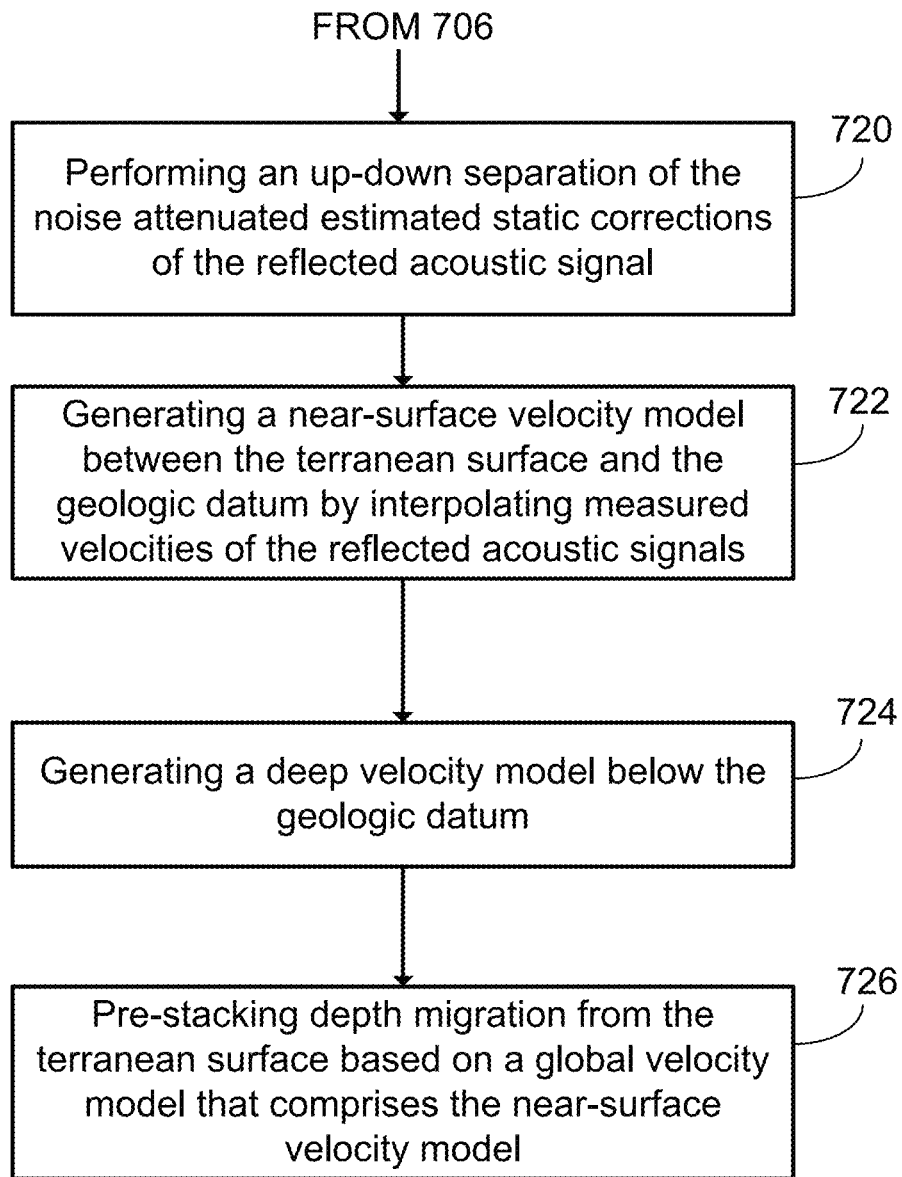 FROM 706
720
Performing an up-down separation of the
noise attenuated estimated static corrections
of the reflected acoustic signal
722
Generating a near-surface velocity model
between the terranean surface and the
geologic datum by interpolating measured
velocities of the reflected acoustic signals
724
Generating a deep velocity model below the
geologic datum
726
Pre-stacking depth migration from the
terranean surface based on a global velocity
model that comprises the near-surface
velocity model